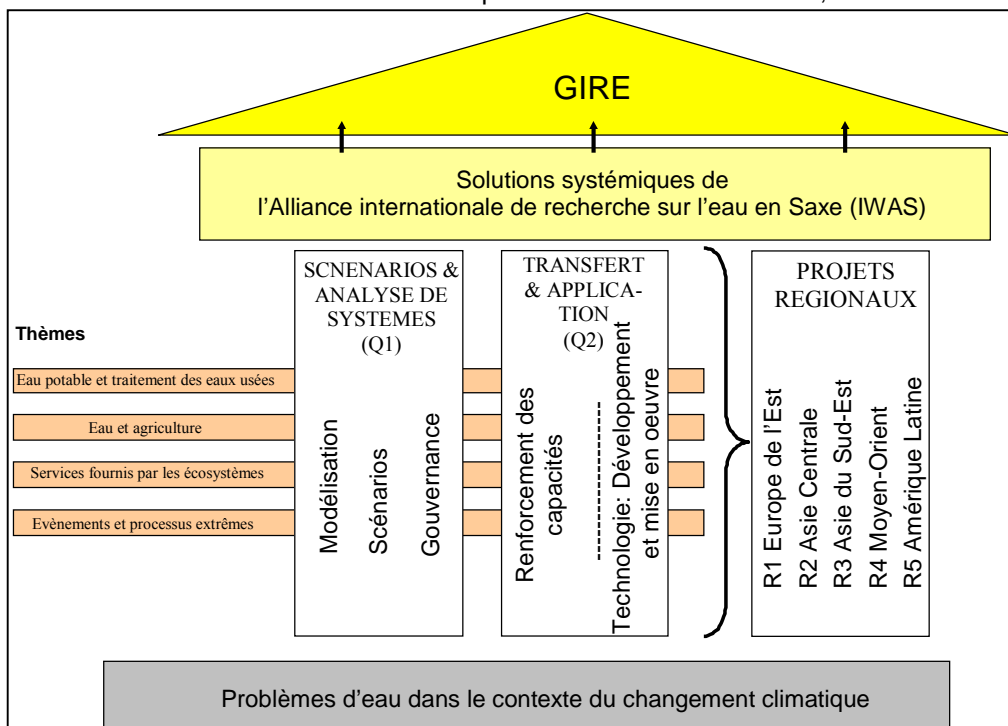 GIRE
Solutions systémiques de
l’Alliance internationale de recherche sur l’eau en Saxe (IWAS)
SCNENARIOS &
ANALYSE DE
SYSTEMES
(Q1)
Modélisation
Scénarios
Gouvernance
TRANSFERT
& APPLICA-
TION
(Q2)
Renforcement des
capacités
Technologie: Développement
et mise en oeuvre
PROJETS
REGIONAUX
R1 Europe de l’Est
R2 Asie Centrale
R3 Asie du Sud-Est
R4 Moyen-Orient
R5 Amérique Latine
Thèmes
Eau potable et traitement des eaux usées
Eau et agriculture
Services fournis par les écosystèmes
Evènements et processus extrêmes
Problèmes d’eau dans le contexte du changement climatique